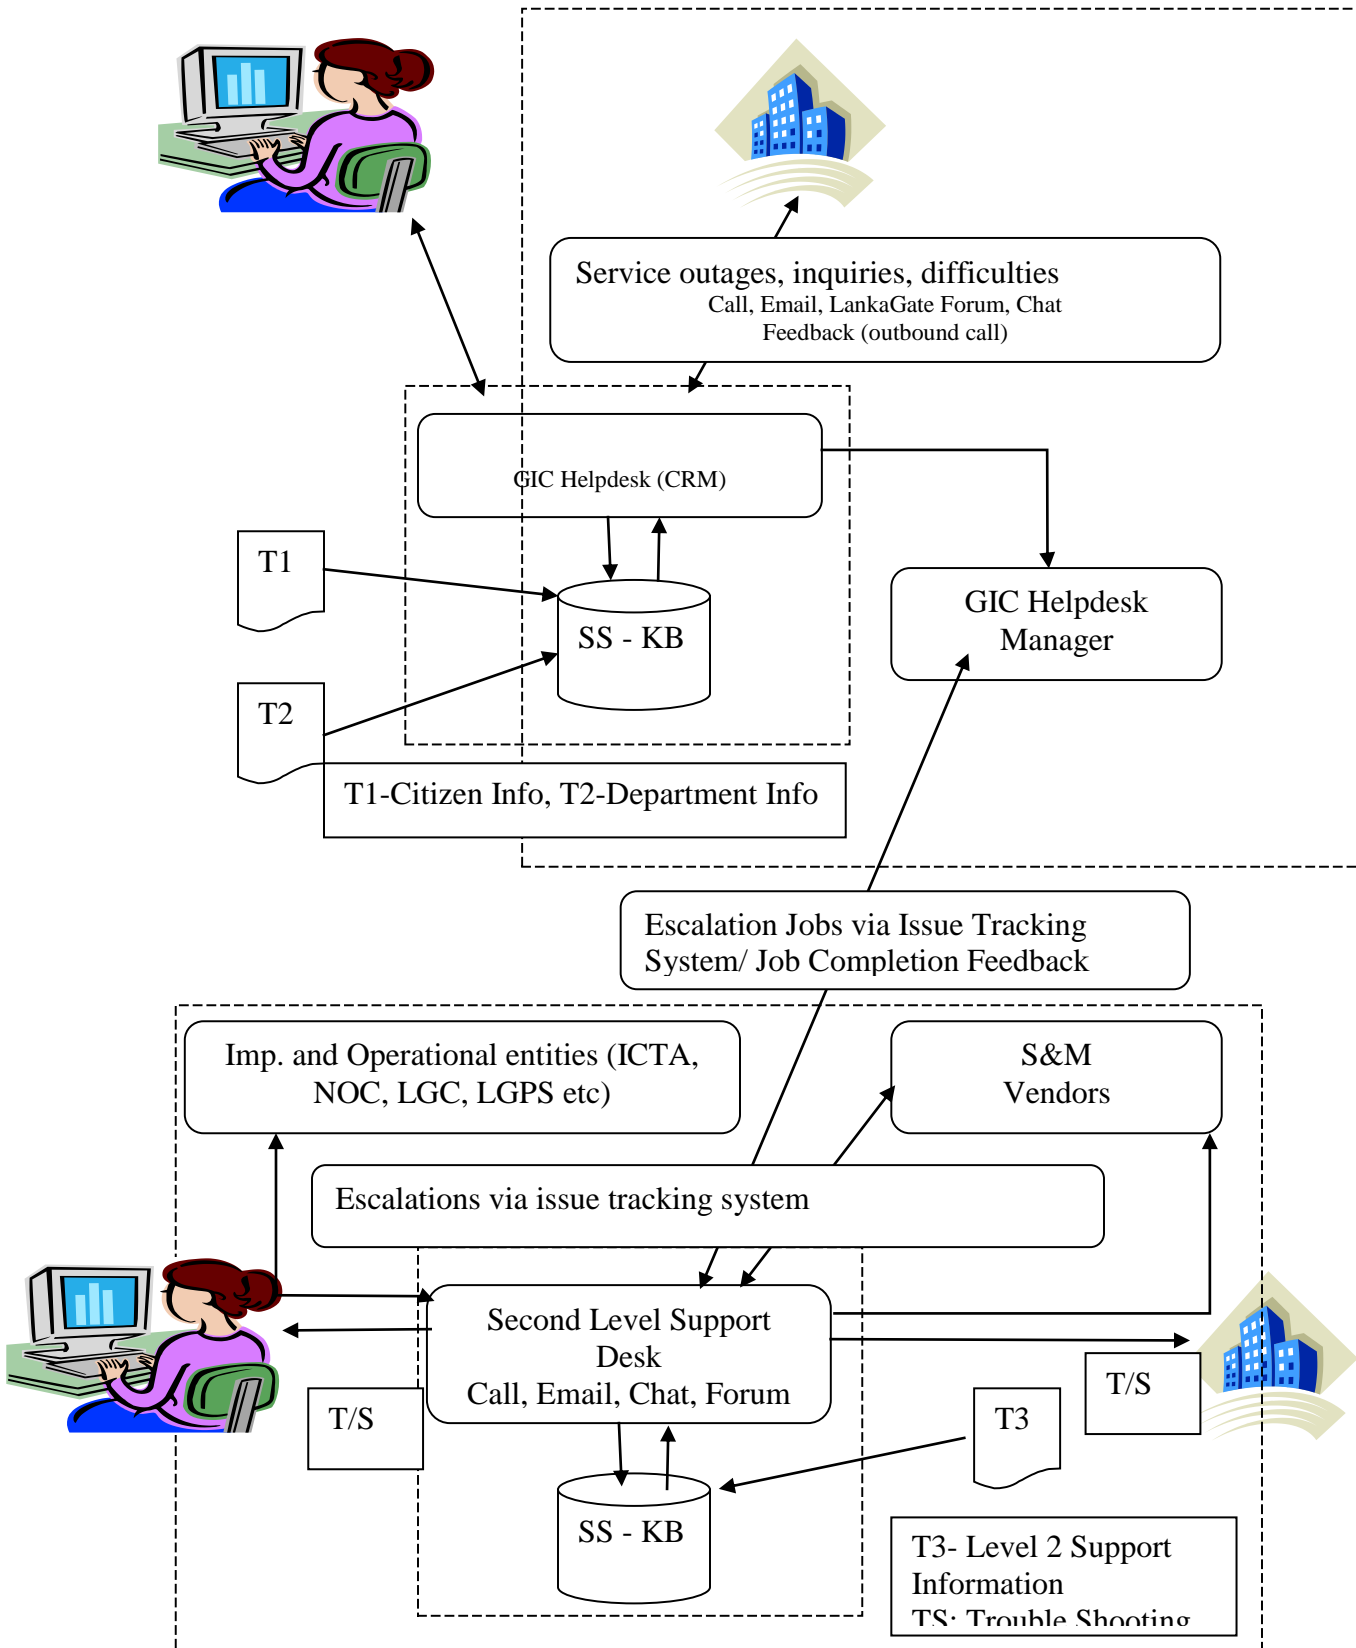 Service outages, inquiries, difficulties
Call, Email, LankaGate Forum, Chat
Feedback (outbound call)
GIC Helpdesk (CRM)
T1
SS - KB
GIC Helpdesk
Manager
T2
T1-Citizen Info, T2-Department Info
Escalation Jobs via Issue Tracking
System/ Job Completion Feedback
Imp. and Operational entities (ICTA,
NOC, LGC, LGPS etc)
S&M
Vendors
Escalations via issue tracking system
Second Level Support
Desk
Call, Email, Chat, Forum
T/S
T/S
T3
SS - KB
T3- Level 2 Support
Information
TS: Trouble Shooting